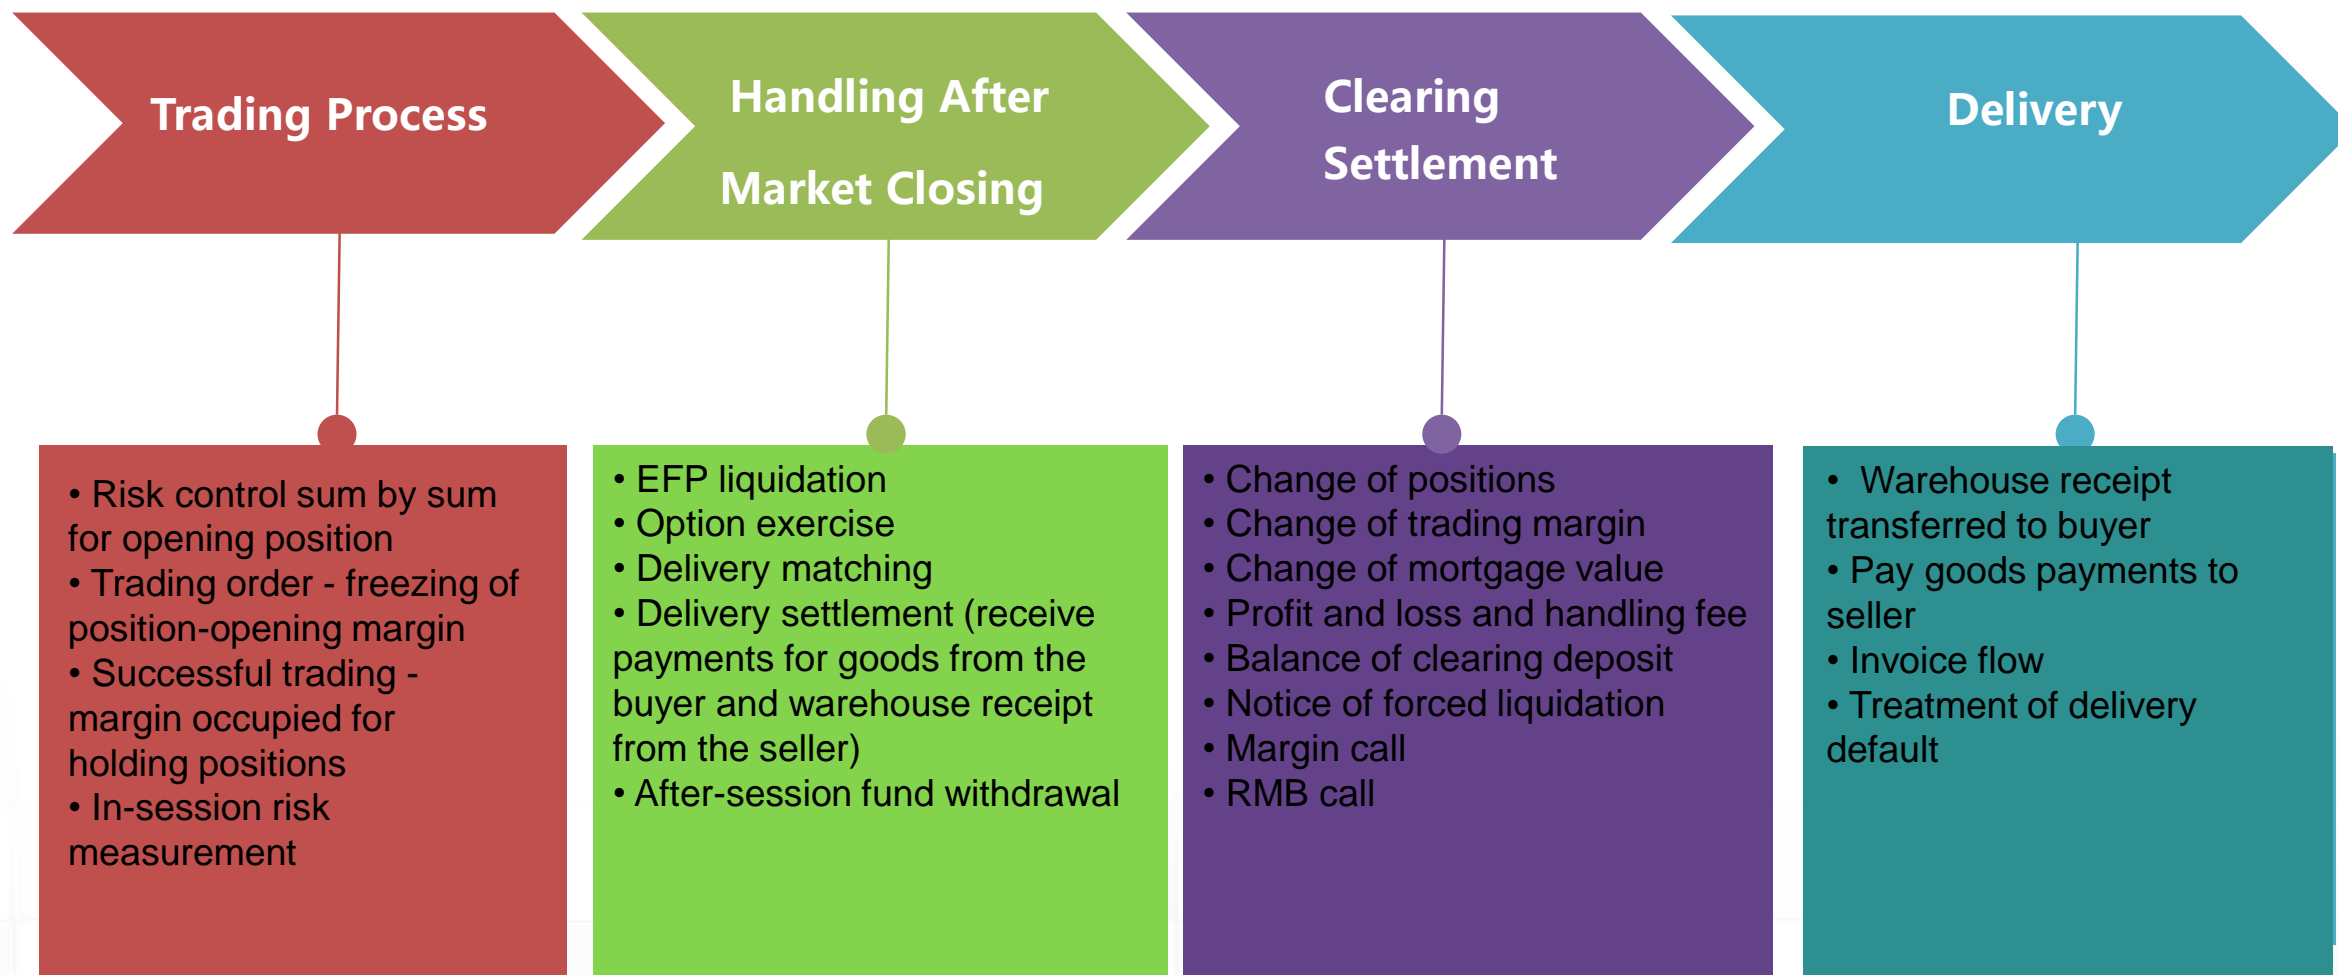 Trading Process
Handling After
Market Closing
Clearing
Settlement
Delivery
• Risk control sum by sum
for opening position
• Trading order - freezing of
position-opening margin
• Successful trading -
margin occupied for
holding positions
• In-session risk
measurement
• EFP liquidation
• Option exercise
• Delivery matching
• Delivery settlement (receive
payments for goods from the
buyer and warehouse receipt
from the seller)
• After-session fund withdrawal
• Change of positions
• Change of trading margin
• Change of mortgage value
• Profit and loss and handling fee
• Balance of clearing deposit
• Notice of forced liquidation
• Margin call
• RMB call
• Warehouse receipt
transferred to buyer
• Pay goods payments to
seller
• Invoice flow
• Treatment of delivery
default